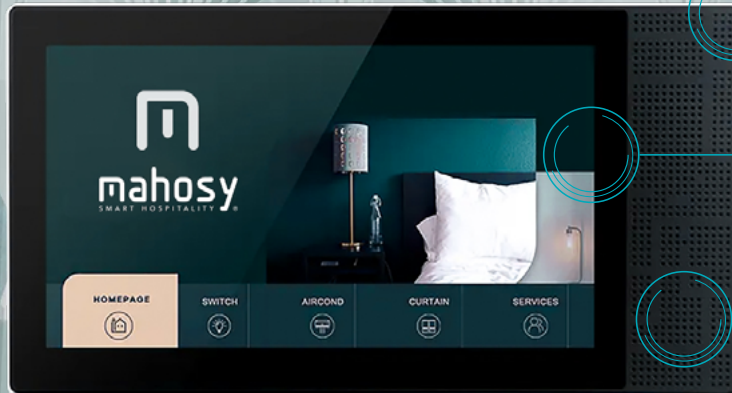 mahosy
SMART HOSPITALITY ®
HOMEPAGE
SWITCH
AIRCOND
CURTAIN
SERVICES